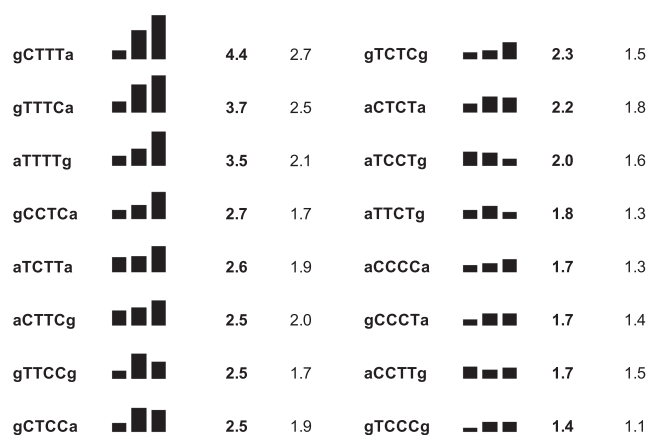 gCTTTa 4.4 2.7 gTCTCg 2.3 1.5
gTTTCa 3.7 2.5 aCTCTa 2.2 1.8
aTTTTg 3.5 2.1 aTCCTg 2.0 1.6
gCCTCa 2.7 1.7 aTTCTg 1.8 1.3
aTCTTa 2.6 1.9 aCCCCa 1.7 1.3
aCTTCg 2.5 2.0 gCCCTa 1.7 1.4
gTTCCg 2.5 1.7 aCCTTg 1.7 1.5
gCTCCa 2.5 1.9 gTCCCg 1.4 1.1